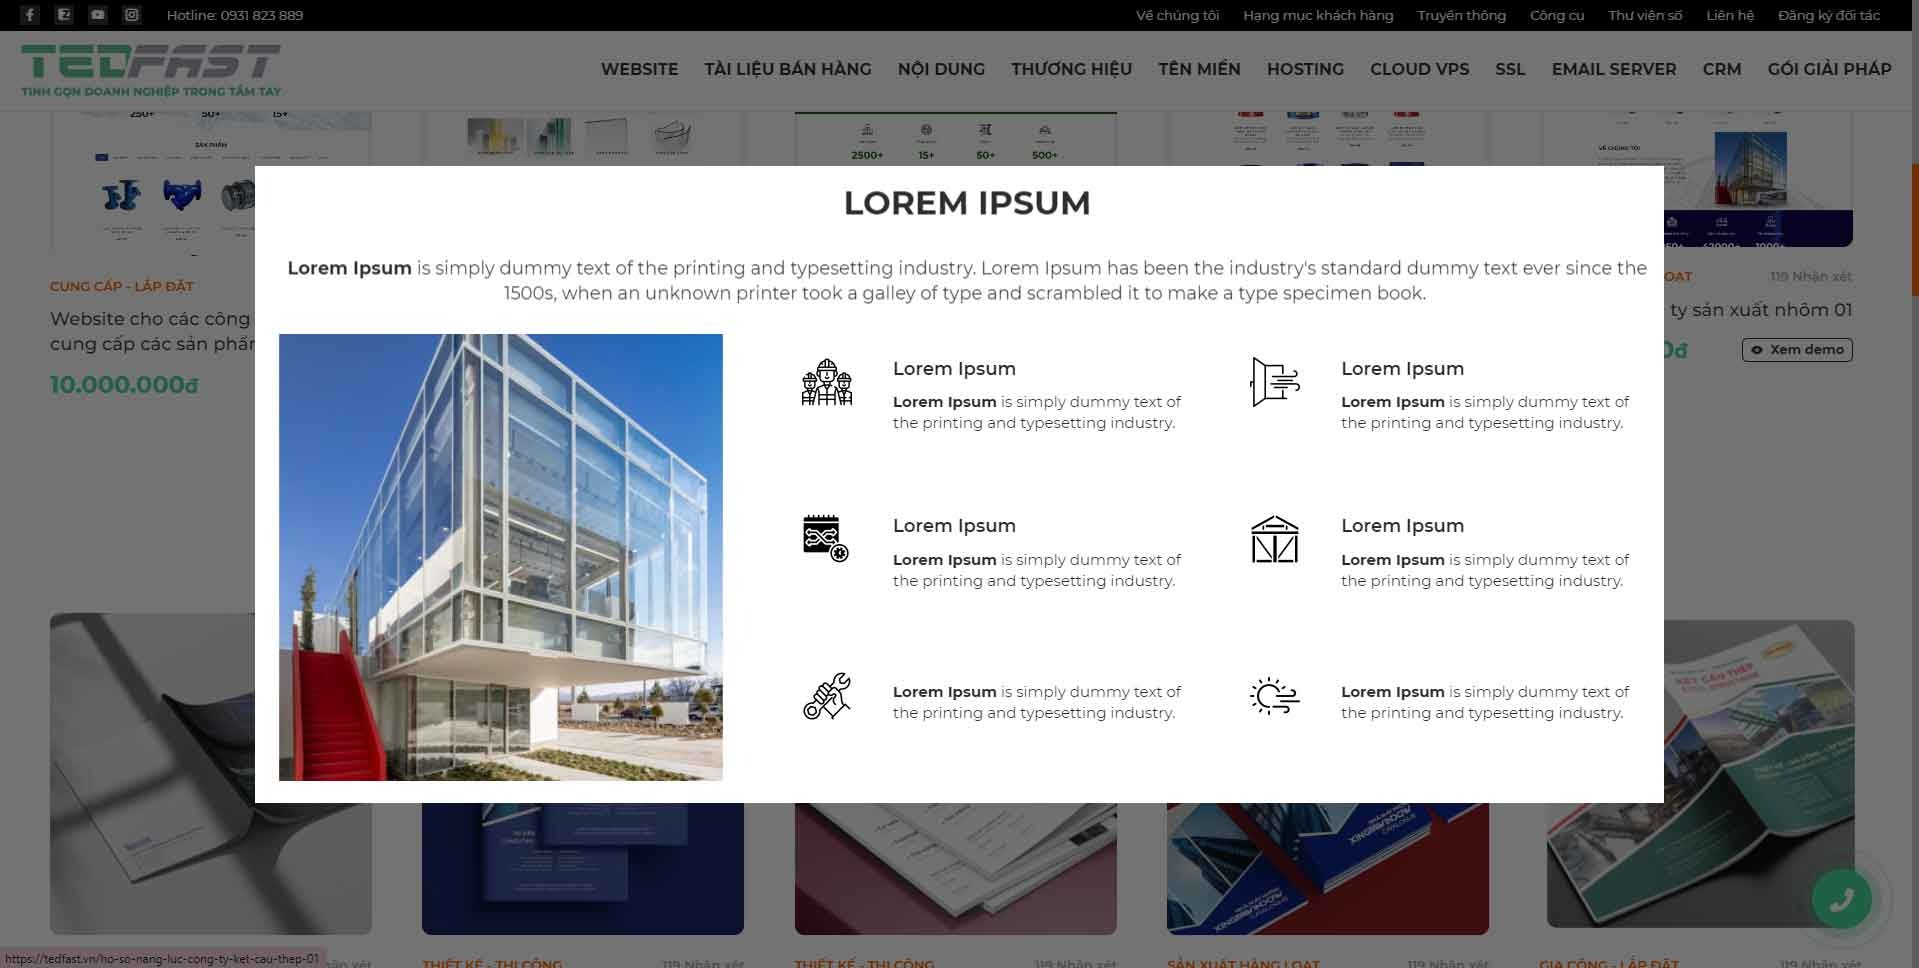 Hotline: 0931 823 889
Về chúng tôi
Hạng mục khách hàng
Truyền thông
Công cụ
Thư viện số
Liên hệ
Đăng ký đối tác
TEDFAST
TINH GỌN DOANH NGHIỆP TRONG TẦM TAY
WEBSITE
TÀI LIỆU BÁN HÀNG
NỘI DUNG
THƯƠNG HIỆU
TÊN MIỀN
HOSTING
CLOUD VPS
SSL
EMAIL SERVER
CRM
GÓI GIẢI PHÁP
250+
50+
15+
SẢN PHẨM
2500+
15+
50+
500+
VỀ CHÚNG TÔI
1000+
LOREM IPSUM
Lorem Ipsum is simply dummy text of the printing and typesetting industry. Lorem Ipsum has been the industry's standard dummy text ever since the
1500s, when an unknown printer took a galley of type and scrambled it to make a type specimen book.
CUNG CẤP - LẮP ĐẶT
Website cho các công
cung cấp các sản phẩm
10.000.000đ
119 Nhận xét
ty sản xuất nhôm 01
0đ
Xem demo
Lorem Ipsum
Lorem Ipsum is simply dummy text of
the printing and typesetting industry.
Lorem Ipsum
Lorem Ipsum is simply dummy text of
the printing and typesetting industry.
Lorem Ipsum
Lorem Ipsum is simply dummy text of
the printing and typesetting industry.
Lorem Ipsum
Lorem Ipsum is simply dummy text of
the printing and typesetting industry.
Lorem Ipsum is simply dummy text of
the printing and typesetting industry.
Lorem Ipsum is simply dummy text of
the printing and typesetting industry.
KẾT CẤU THÉP
https://tedfast.vn/ho-so-nang-luc-cong-ty-ket-cau-thep-01
nhận xét
THIẾT KẾ - THI CÔNG
119 Nhận xét
THIẾT KẾ - THI CÔNG
119 Nhận xét
SẢN XUẤT HÀNG LOẠT
119 Nhận xét
GIA CÔNG - LẮP ĐẶT
119 Nhận xét